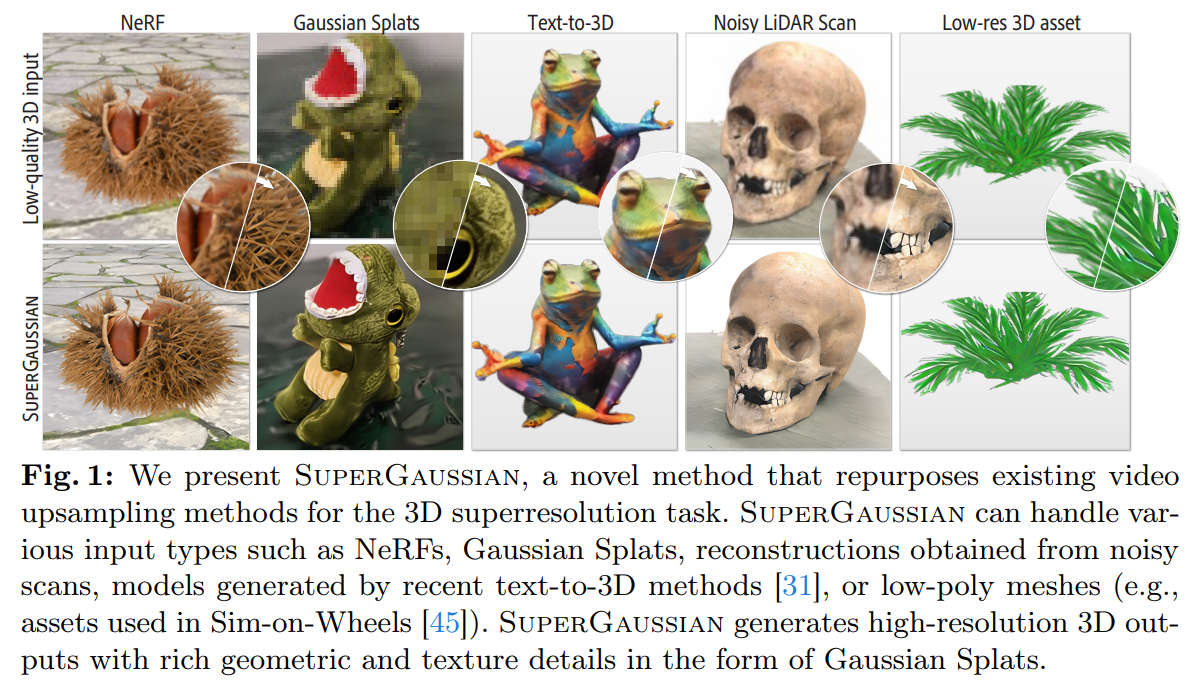 NeRF
Gaussian Splats
Text-to-3D
Noisy LiDAR Scan
Low-res 3D asset
Low-quality 3D input
SUPERGAUSSIAN
Fig. 1: We present SUPERGAUSSIAN, a novel method that repurposes existing video
upsampling methods for the 3D superresolution task. SUPERGAUSSIAN can handle var-
ious input types such as NeRFs, Gaussian Splats, reconstructions obtained from noisy
scans, models generated by recent text-to-3D methods [31], or low-poly meshes (e.g.,
assets used in Sim-on-Wheels [45]). SUPERGAUSSIAN generates high-resolution 3D out-
puts with rich geometric and texture details in the form of Gaussian Splats.